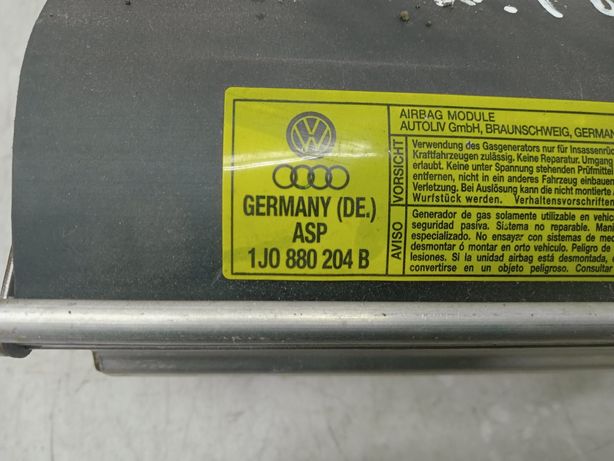 GERMANY (DE.)
ASP
1J0 880 204 B
AIRBAG MODULE
AUTOLIV GmbH, BRAUNSCHWEIG, GERMAN
VORSICHT
Verwendung des Gasgenerators nur für Insassenrüc
Kraftfahrzeugen zulässig. Keine Reparatur. Umgang
erlaubt. Keine unter Spannung stehenden Prüfmittel
entfernen, nicht in ein anderes Fahrzeug einbauen
Verletzung. Bei Auslösung kann die nicht montierte A
Wurfstück werden. Verhaltensvorschriften
AVISO
Generador de gas solamente utilizable en vehic
seguridad pasiva. Sistema no reparable. Mani
especializado. No ensayer con sistemas de med
desmontár ó montar en orto vehiculo. Peligro de
lesiones. Si la unidad airbag está desmontada, e
convertirse en un objeto peligroso. Consultar